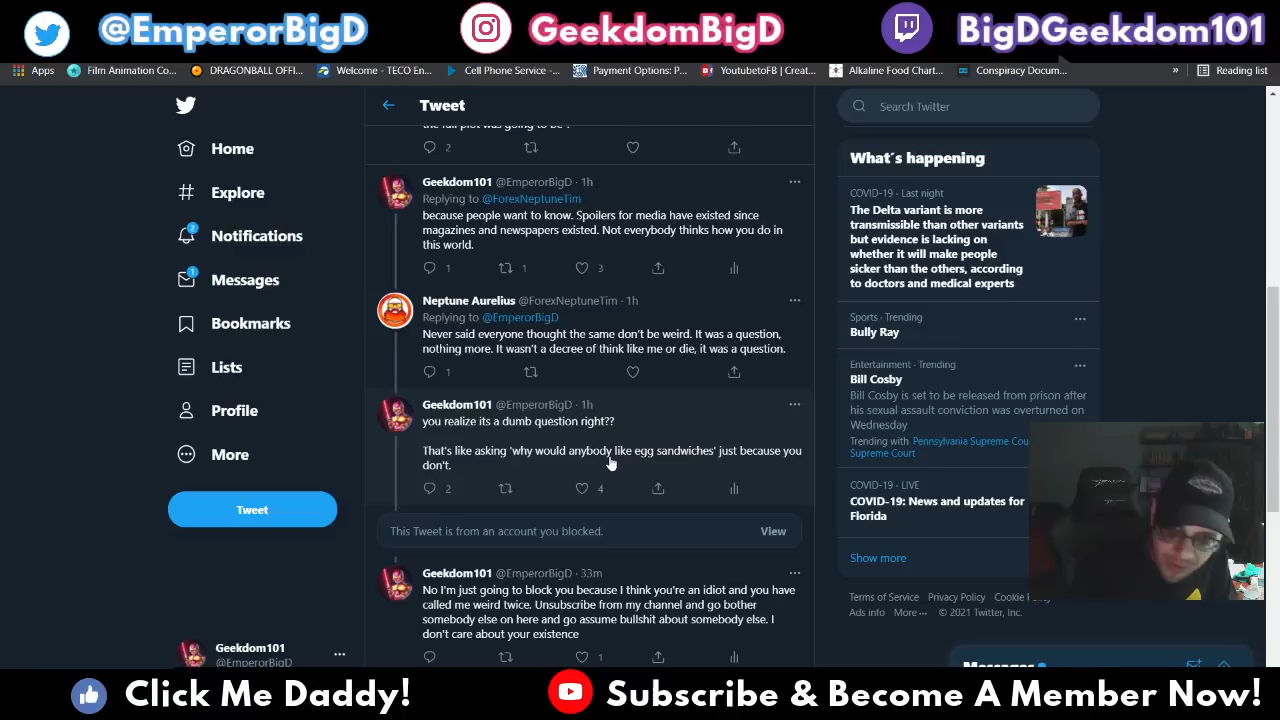 @EmperorBigD
GeekdomBigD
BigDGeekdom101
Apps
Film Animation Co...
DRAGONBALL OFFI...
Welcome - TECO En...
Cell Phone Service -...
Payment Options: P...
YoutubetoFB | Creat...
Alkaline Food Chart...
Conspiracy Docum...
»
Reading list
Home
Explore
2
Notifications
1
Messages
Bookmarks
Lists
Profile
More
Tweet
Geekdom101
@EmperorBigD
Tweet
the full plot was going to be ?
2
Geekdom101 @EmperorBigD · 1h
Replying to @ForexNeptuneTim
because people want to know. Spoilers for media have existed since
magazines and newspapers existed. Not everybody thinks how you do in
this world.
1 1 3
Neptune Aurelius @ForexNeptuneTim · 1h
Replying to @EmperorBigD
Never said everyone thought the same don't be weird. It was a question,
nothing more. It wasn't a decree of think like me or die, it was a question.
1
Geekdom101 @EmperorBigD · 1h
you realize its a dumb question right??
That's like asking 'why would anybody like egg sandwiches' just because you
don't.
2 4
This Tweet is from an account you blocked.
View
Geekdom101 @EmperorBigD · 33m
No I'm just going to block you because I think you're an idiot and you have
called me weird twice. Unsubscribe from my channel and go bother
somebody else on here and go assume bullshit about somebody else. I
don't care about your existence
1
Search Twitter
What's happening
COVID-19 · Last night
The Delta variant is more
transmissible than other variants
but evidence is lacking on
whether it will make people
sicker than the others, according
to doctors and medical experts
Sports · Trending
Bully Ray
Entertainment · Trending
Bill Cosby
Bill Cosby is set to be released from prison after
his sexual assault conviction was overturned on
Wednesday
Trending with Pennsylvania Supreme Cou
Supreme Court
COVID-19 · LIVE
COVID-19: News and updates for
Florida
Show more
Terms of Service Privacy Policy Cookie
Ad info More... © 2021 Twitter, Inc.
Messages
Click Me Daddy!
Subscribe & Become A Member Now!